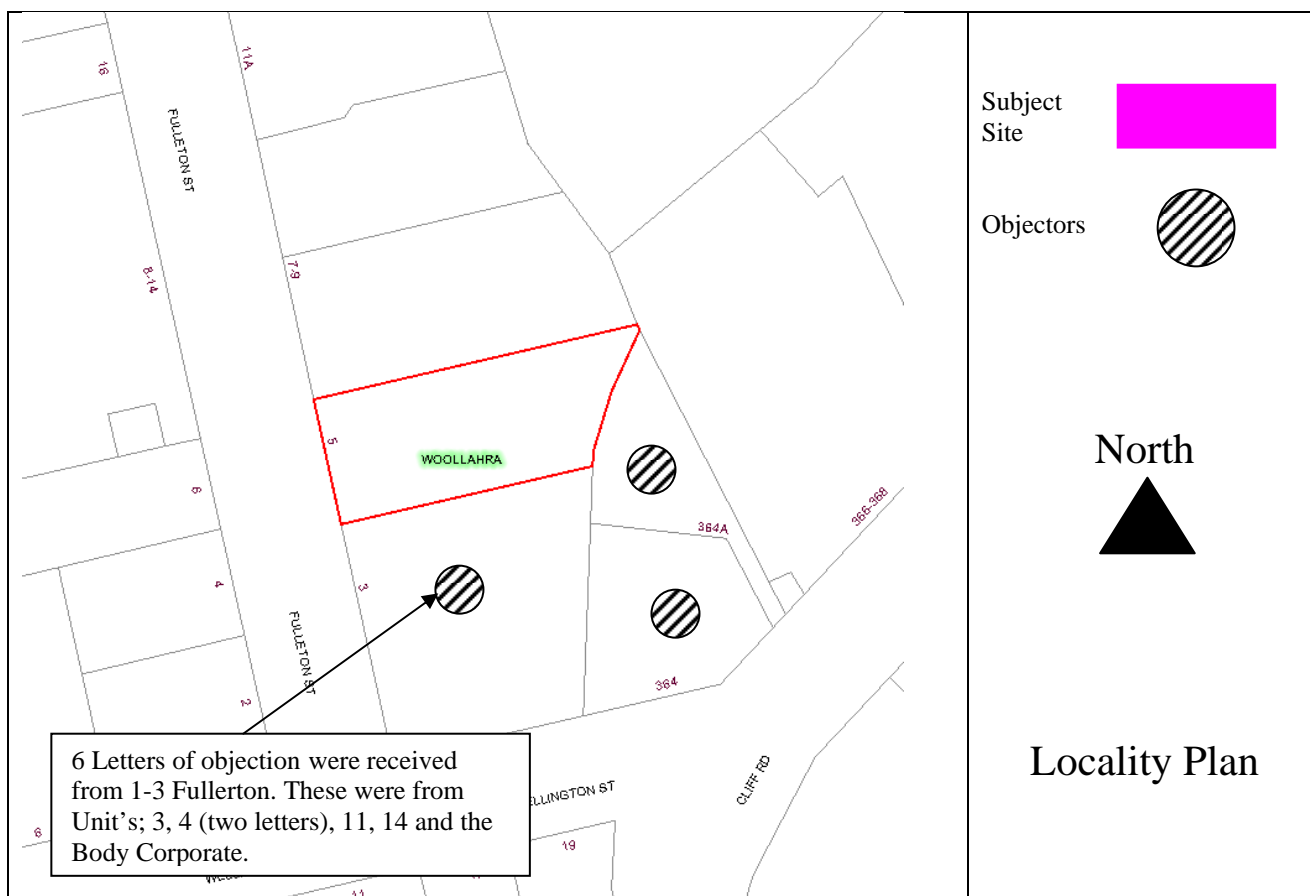 16
11A
FULLETON ST
8-14
7-9
5
WOOLLAHRA
6
4
3
364A
366-368
FULLETON ST
2
364
6 Letters of objection were received
from 1-3 Fullerton. These were from
Unit's; 3, 4 (two letters), 11, 14 and the
Body Corporate.
ELLINGTON ST
CLIFF RD
19
11
Subject
Site
Objectors
North
Locality Plan